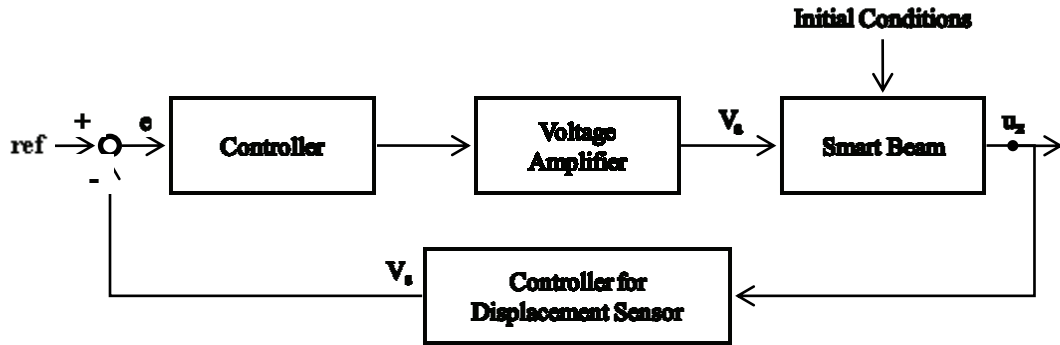 Initial Conditions
ref
+
-
e
Controller
Voltage
Amplifier
Va
Smart Beam
uz
Vs
Controller for
Displacement Sensor